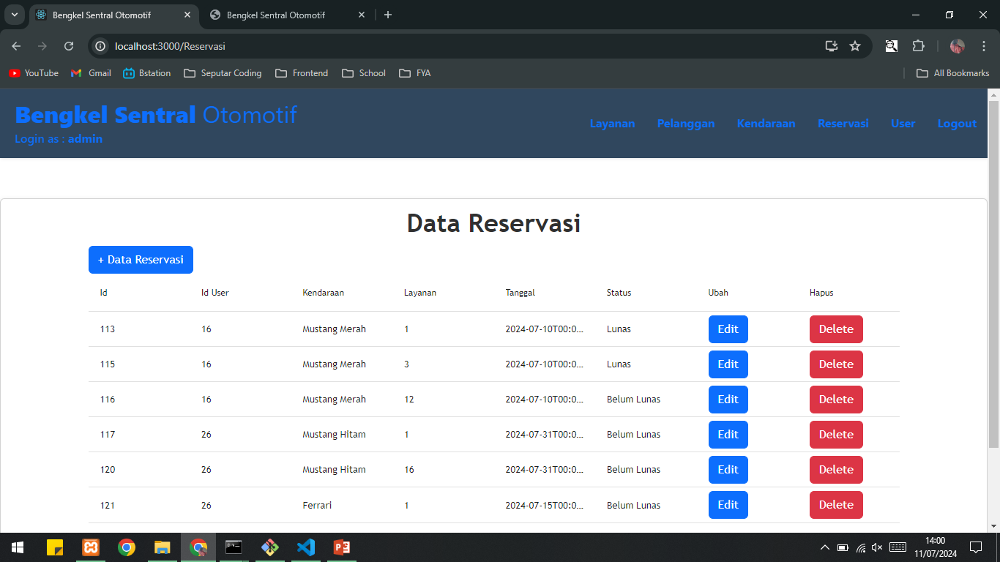 Bengkel Sentral Otomotif
Bengkel Sentral Otomotif
localhost:3000/Reservasi
YouTube Gmail Bstation Seputar Coding Frontend School FYA All Bookmarks
Bengkel Sentral Otomotif
Login as : admin
Layanan Pelanggan Kendaraan Reservasi User Logout
Data Reservasi
+ Data Reservasi
Id Id User Kendaraan Layanan Tanggal Status Ubah Hapus
113 16 Mustang Merah 1 2024-07-10T00:0... Lunas Edit Delete
115 16 Mustang Merah 3 2024-07-10T00:0... Lunas Edit Delete
116 16 Mustang Merah 12 2024-07-10T00:0... Belum Lunas Edit Delete
117 26 Mustang Hitam 1 2024-07-31T00:0... Belum Lunas Edit Delete
120 26 Mustang Hitam 16 2024-07-31T00:0... Belum Lunas Edit Delete
121 26 Ferrari 1 2024-07-15T00:0... Belum Lunas Edit Delete
14:00
11/07/2024